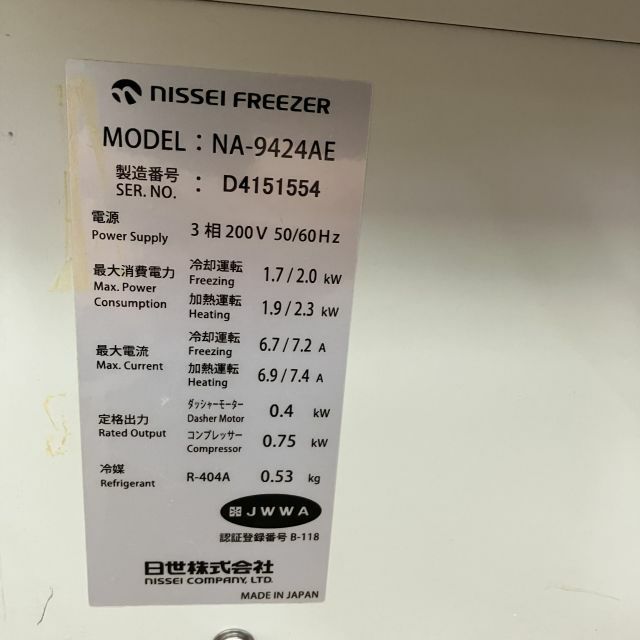 NISSEI FREEZER
MODEL : NA-9424AE
製造番号
SER. NO. : D4151554
電源
Power Supply 3 相 200V 50/60Hz
最大消費電力
Max. Power
Consumption
冷却運転
Freezing 1.7 / 2.0 kW
加熱運転
Heating 1.9 / 2.3 kW
最大電流
Max. Current
冷却運転
Freezing 6.7 / 7.2 A
加熱運転
Heating 6.9 / 7.4 A
定格出力
Rated Output
ダッシャーモーター
Dasher Motor 0.4 kW
コンプレッサー
Compressor 0.75 kW
冷媒
Refrigerant R-404A 0.53 kg
JWWA
認証登録番号 B-118
日世株式会社
NISSEI COMPANY, LTD.
MADE IN JAPAN